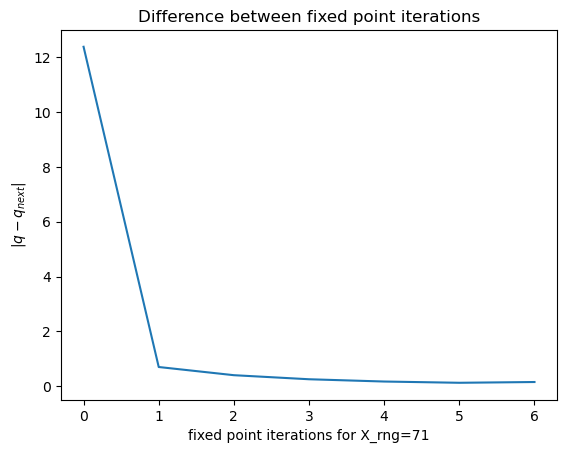 Difference between fixed point iterations
|q − q_next|
12
10
8
6
4
2
0
0 1 2 3 4 5 6
fixed point iterations for X_rng=71